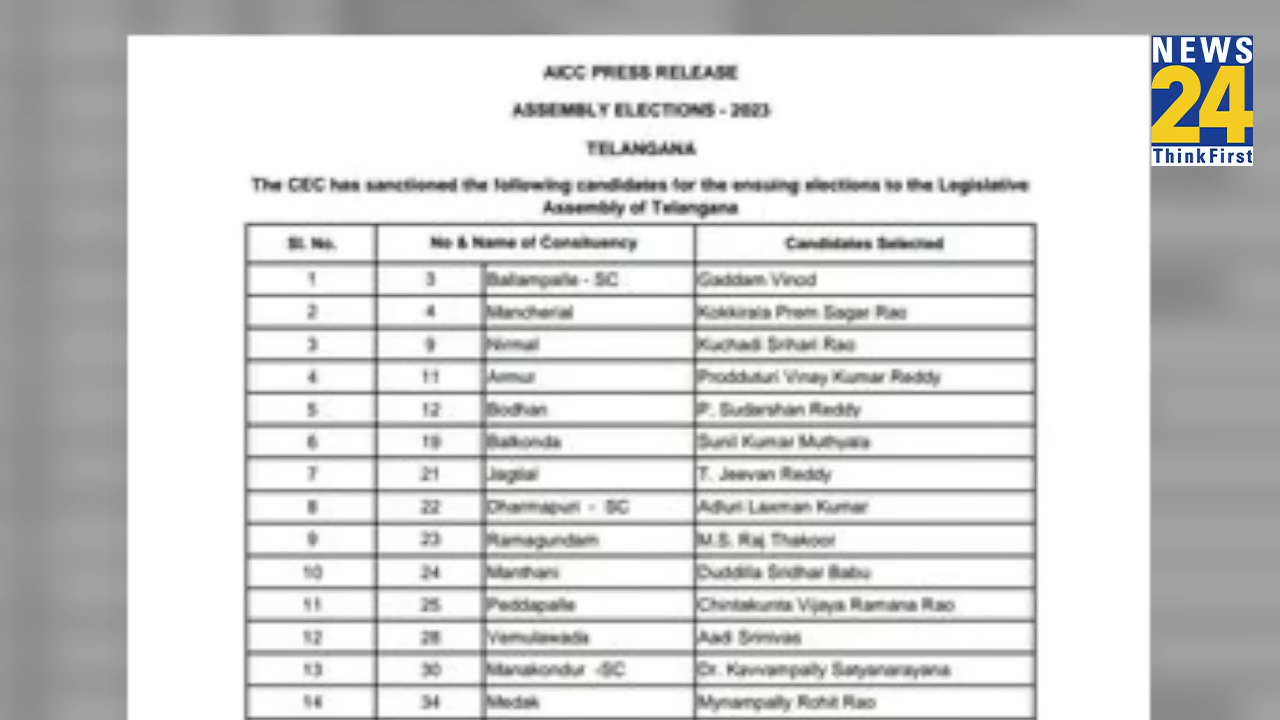 AICC PRESS RELEASE
ASSEMBLY ELECTIONS - 2023
TELANGANA
The CEC has sanctioned the following candidates for the ensuing elections to the Legislative
Assembly of Telangana
Sl. No. No & Name of Consituency Candidates Selected
1 3 Bellampalle - SC Gaddam Vinod
2 4 Mancherial Kokkirala Prem Sagar Rao
3 9 Nirmal Kuchadi Srihari Rao
4 11 Armur Prodduturi Vinay Kumar Reddy
5 12 Bodhan P. Sudarshan Reddy
6 19 Balkonda Sunil Kumar Muthyala
7 21 Jagtial T. Jeevan Reddy
8 22 Dharmapuri - SC Adluri Laxman Kumar
9 23 Ramagundam M.S. Raj Thakoor
10 24 Manthani Duddilla Sridhar Babu
11 25 Peddapalle Chintakunta Vijaya Ramana Rao
12 28 Vemulawada Aadi Srinivas
13 30 Manakondur -SC Dr. Kavvampally Satyanarayana
14 34 Medak Mynampally Rohit Rao
NEWS
24
ThinkFirst